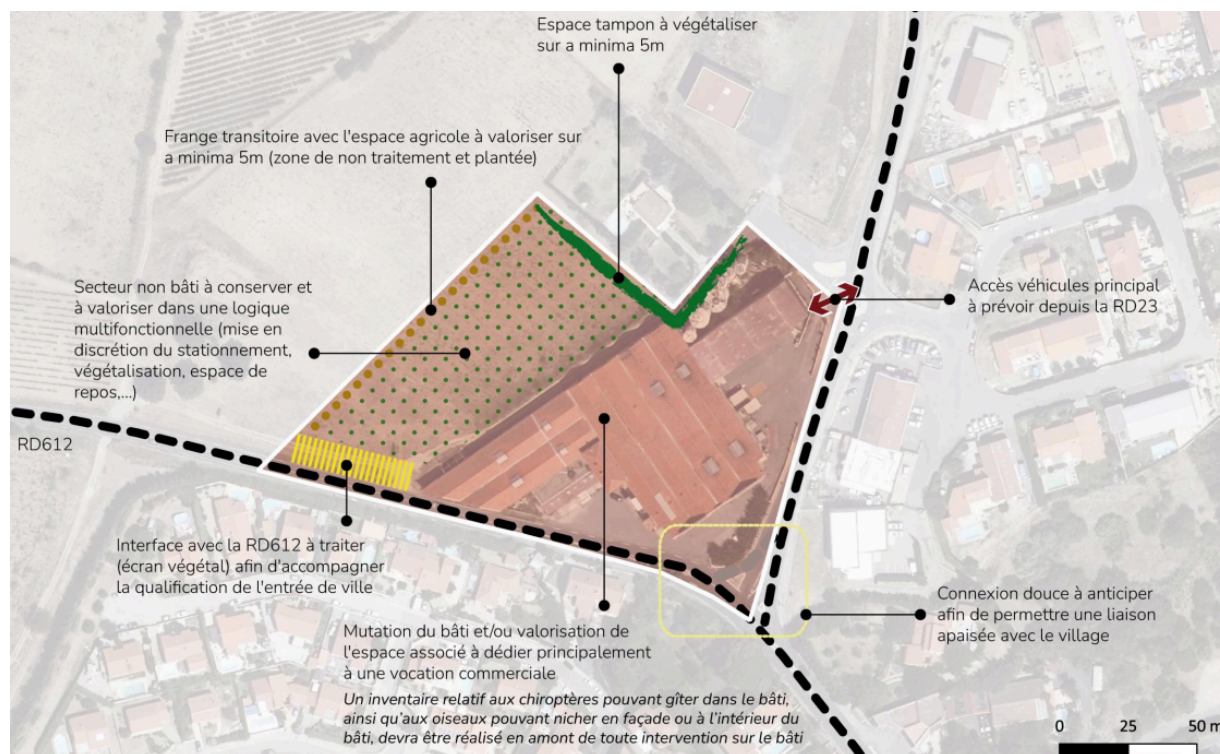 Espace tampon à végétaliser
sur a minima 5m
Frange transitoire avec l'espace agricole à valoriser sur
a minima 5m (zone de non traitement et plantée)
Secteur non bâti à conserver et
à valoriser dans une logique
multifonctionnelle (mise en
discrétion du stationnement,
végétalisation, espace de
repos,...)
Accès véhicules principal
à prévoir depuis la RD23
RD612
Interface avec la RD612 à traiter
(écran végétal) afin d'accompagner
la qualification de l'entrée de ville
Connexion douce à anticiper
afin de permettre une liaison
apaisée avec le village
Mutation du bâti et/ou valorisation de
l'espace associé à dédier principalement
à une vocation commerciale
Un inventaire relatif aux chiroptères pouvant gîter dans le bâti,
ainsi qu'aux oiseaux pouvant nicher en façade ou à l'intérieur du
bâti, devra être réalisé en amont de toute intervention sur le bâti
0 25 50 m